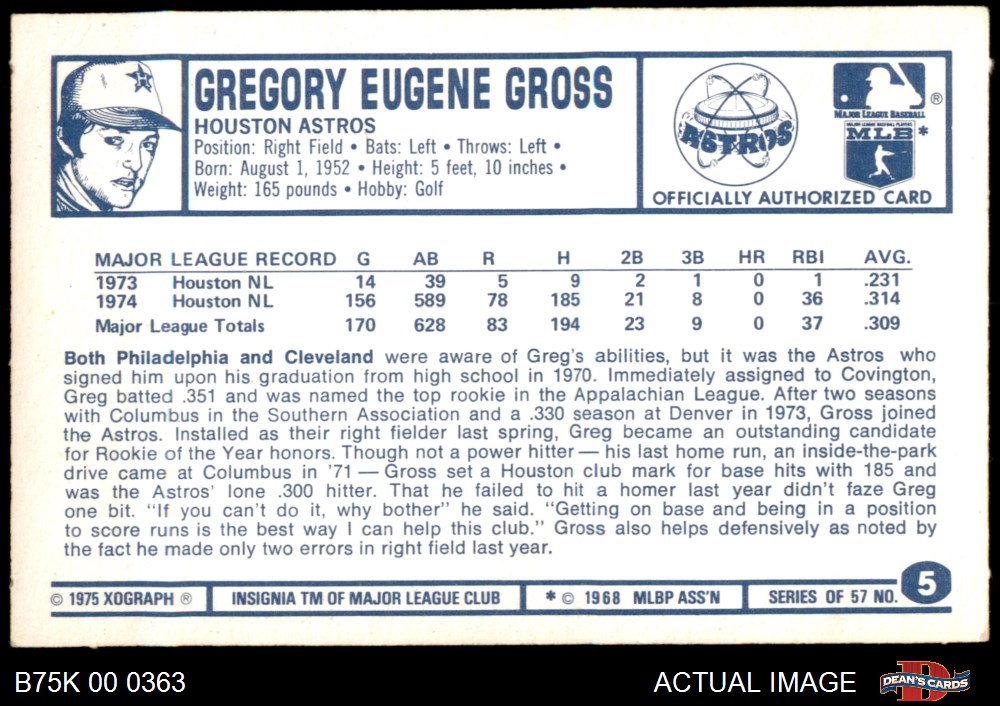 GREGORY EUGENE GROSS
HOUSTON ASTROS
Position: Right Field • Bats: Left • Throws: Left •
Born: August 1, 1952 • Height: 5 feet, 10 inches •
Weight: 165 pounds • Hobby: Golf
ASTROS
®
MAJOR LEAGUE BASEBALL
MAJOR LEAGUE BASEBALL PLAYERS
MLB *
OFFICIALLY AUTHORIZED CARD
MAJOR LEAGUE RECORD G AB R H 2B 3B HR RBI AVG.
1973 Houston NL 14 39 5 9 2 1 0 1 .231
1974 Houston NL 156 589 78 185 21 8 0 36 .314
Major League Totals 170 628 83 194 23 9 0 37 .309
Both Philadelphia and Cleveland were aware of Greg's abilities, but it was the Astros who
signed him upon his graduation from high school in 1970. Immediately assigned to Covington,
Greg batted .351 and was named the top rookie in the Appalachian League. After two seasons
with Columbus in the Southern Association and a .330 season at Denver in 1973, Gross joined
the Astros. Installed as their right fielder last spring, Greg became an outstanding candidate
for Rookie of the Year honors. Though not a power hitter — his last home run, an inside-the-park
drive came at Columbus in '71 — Gross set a Houston club mark for base hits with 185 and
was the Astros' lone .300 hitter. That he failed to hit a homer last year didn't faze Greg
one bit. "If you can't do it, why bother" he said. "Getting on base and being in a position
to score runs is the best way I can help this club." Gross also helps defensively as noted by
the fact he made only two errors in right field last year.
© 1975 XOGRAPH ® INSIGNIA TM OF MAJOR LEAGUE CLUB * © 1968 MLBP ASS'N SERIES OF 57 NO. 5
B75K 00 0363 ACTUAL IMAGE D DEAN'S CARDS